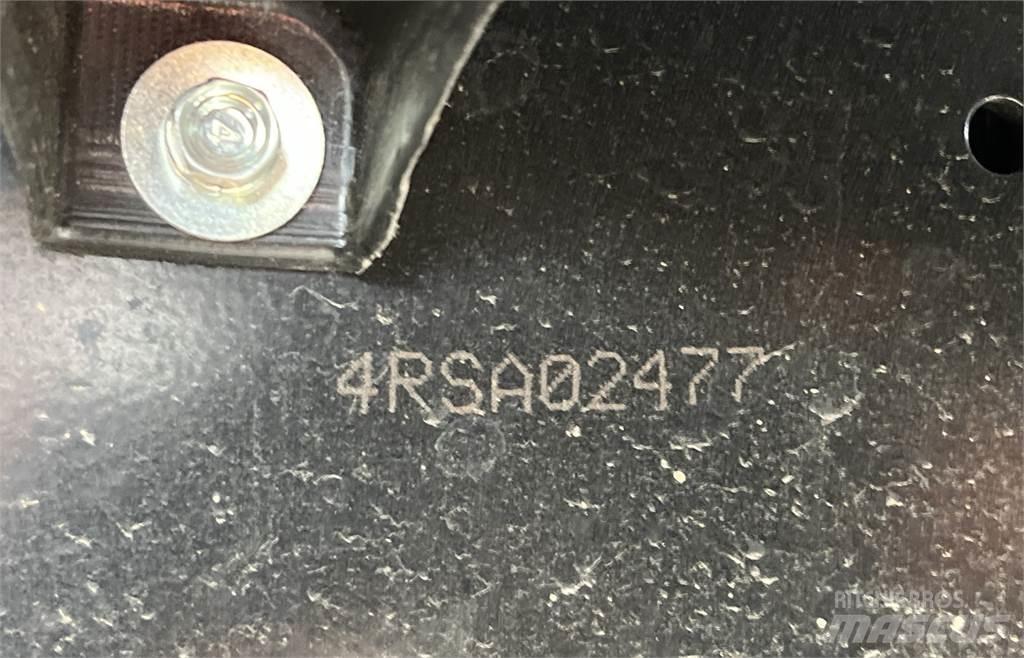 4RSA02477
RITCHIE BROS.
MASCUS